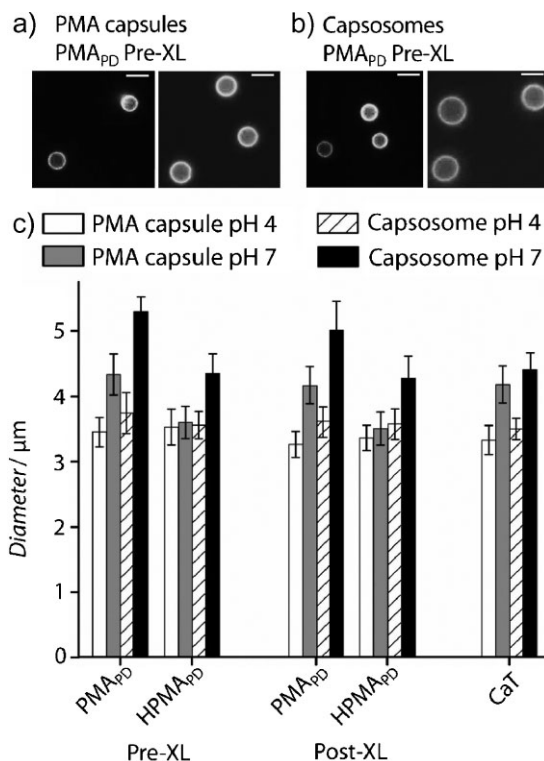 a) PMA capsules
PMAPD Pre-XL
b) Capsosomes
PMAPD Pre-XL
c)
PMA capsule pH 4
Capsosome pH 4
PMA capsule pH 7
Capsosome pH 7
Diameter / μm
5
4
3
2
1
0
PMAPD
HPMAPD
PMAPD
HPMAPD
CaT
Pre-XL
Post-XL